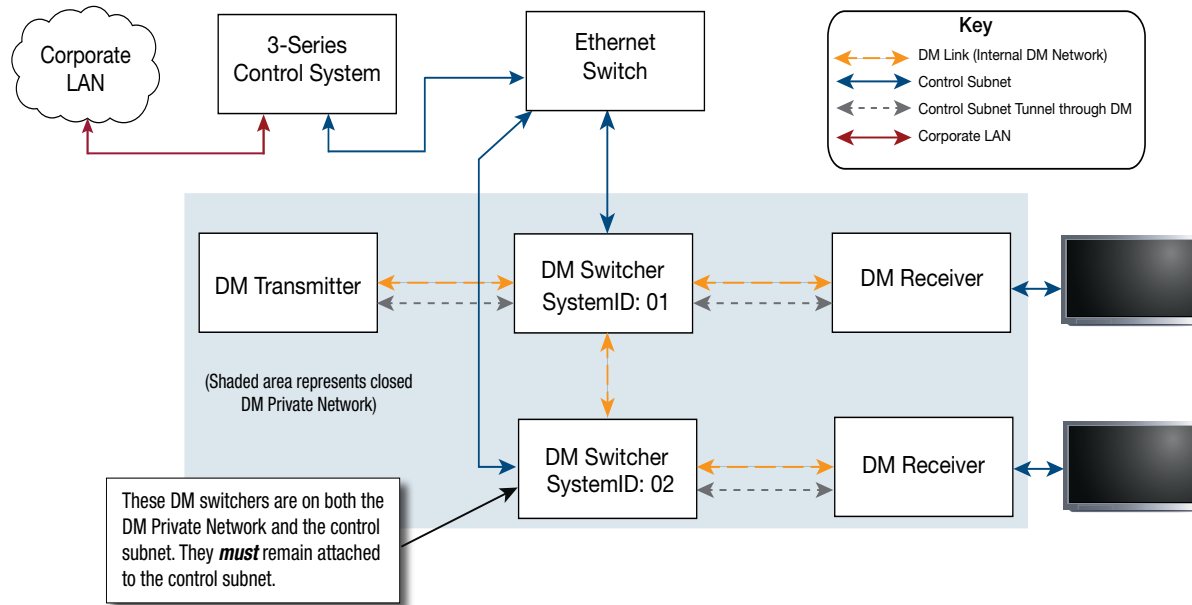 Corporate
LAN
3-Series
Control System
Ethernet
Switch
Key
DM Link (Internal DM Network)
Control Subnet
Control Subnet Tunnel through DM
Corporate LAN
DM Transmitter
DM Switcher
SystemID: 01
DM Receiver
(Shaded area represents closed
DM Private Network)
DM Switcher
SystemID: 02
DM Receiver
These DM switchers are on both the
DM Private Network and the control
subnet. They must remain attached
to the control subnet.